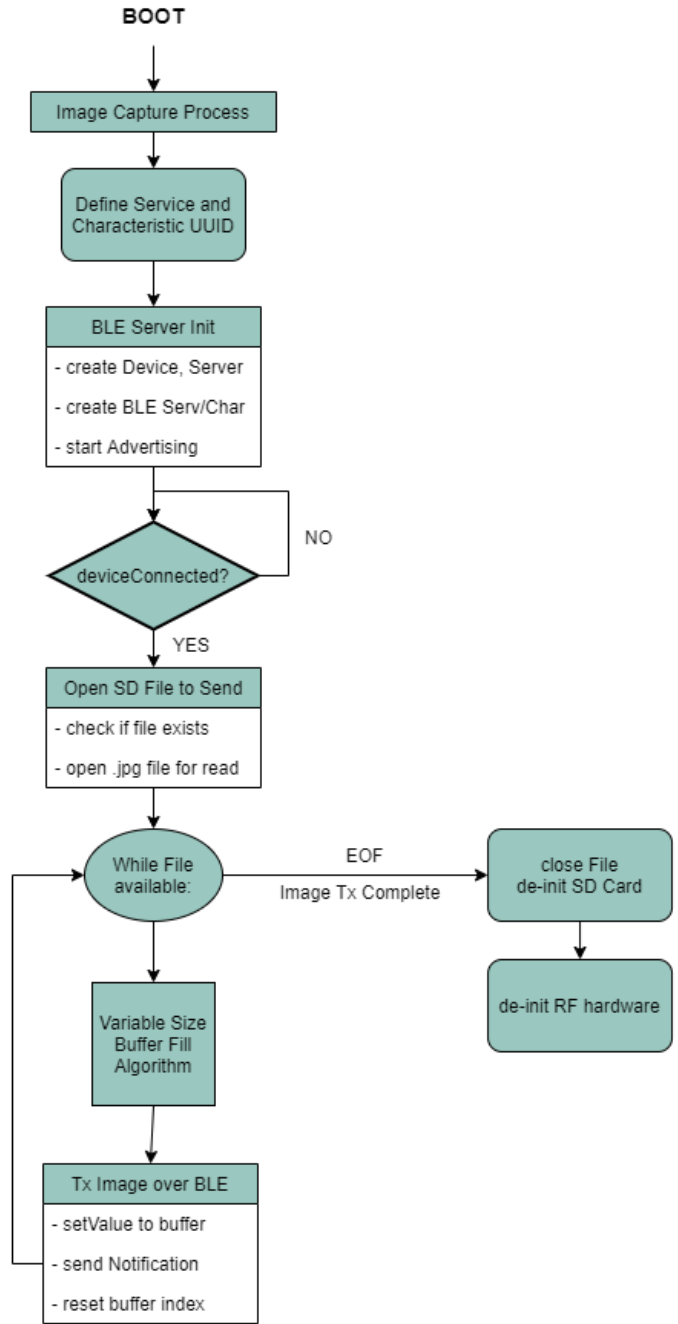 BOOT
Image Capture Process
Define Service and
Characteristic UUID
BLE Server Init
- create Device, Server
- create BLE Serv/Char
- start Advertising
NO
deviceConnected?
YES
Open SD File to Send
- check if file exists
- open .jpg file for read
While File
available:
EOF
Image Tx Complete
close File
de-init SD Card
de-init RF hardware
Variable Size
Buffer Fill
Algorithm
Tx Image over BLE
- setValue to buffer
- send Notification
- reset buffer index